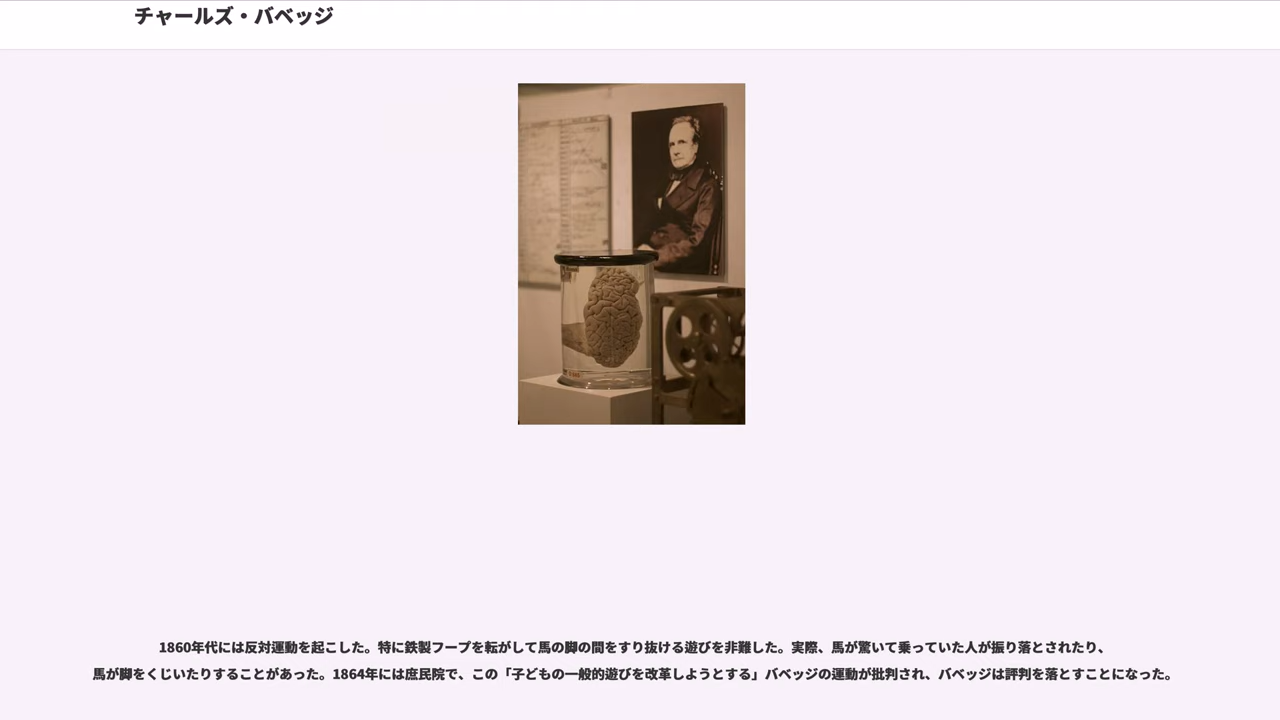 チャールズ・バベッジ
1860年代には反対運動を起こした。特に鉄製フープを転がして馬の脚の間をすり抜ける遊びを非難した。実際、馬が驚いて乗っていた人が振り落とされたり、
馬が脚をくじいたりすることがあった。1864年には庶民院で、この「子どもの一般的遊びを改革しようとする」バベッジの運動が批判され、バベッジは評判を落とすことになった。